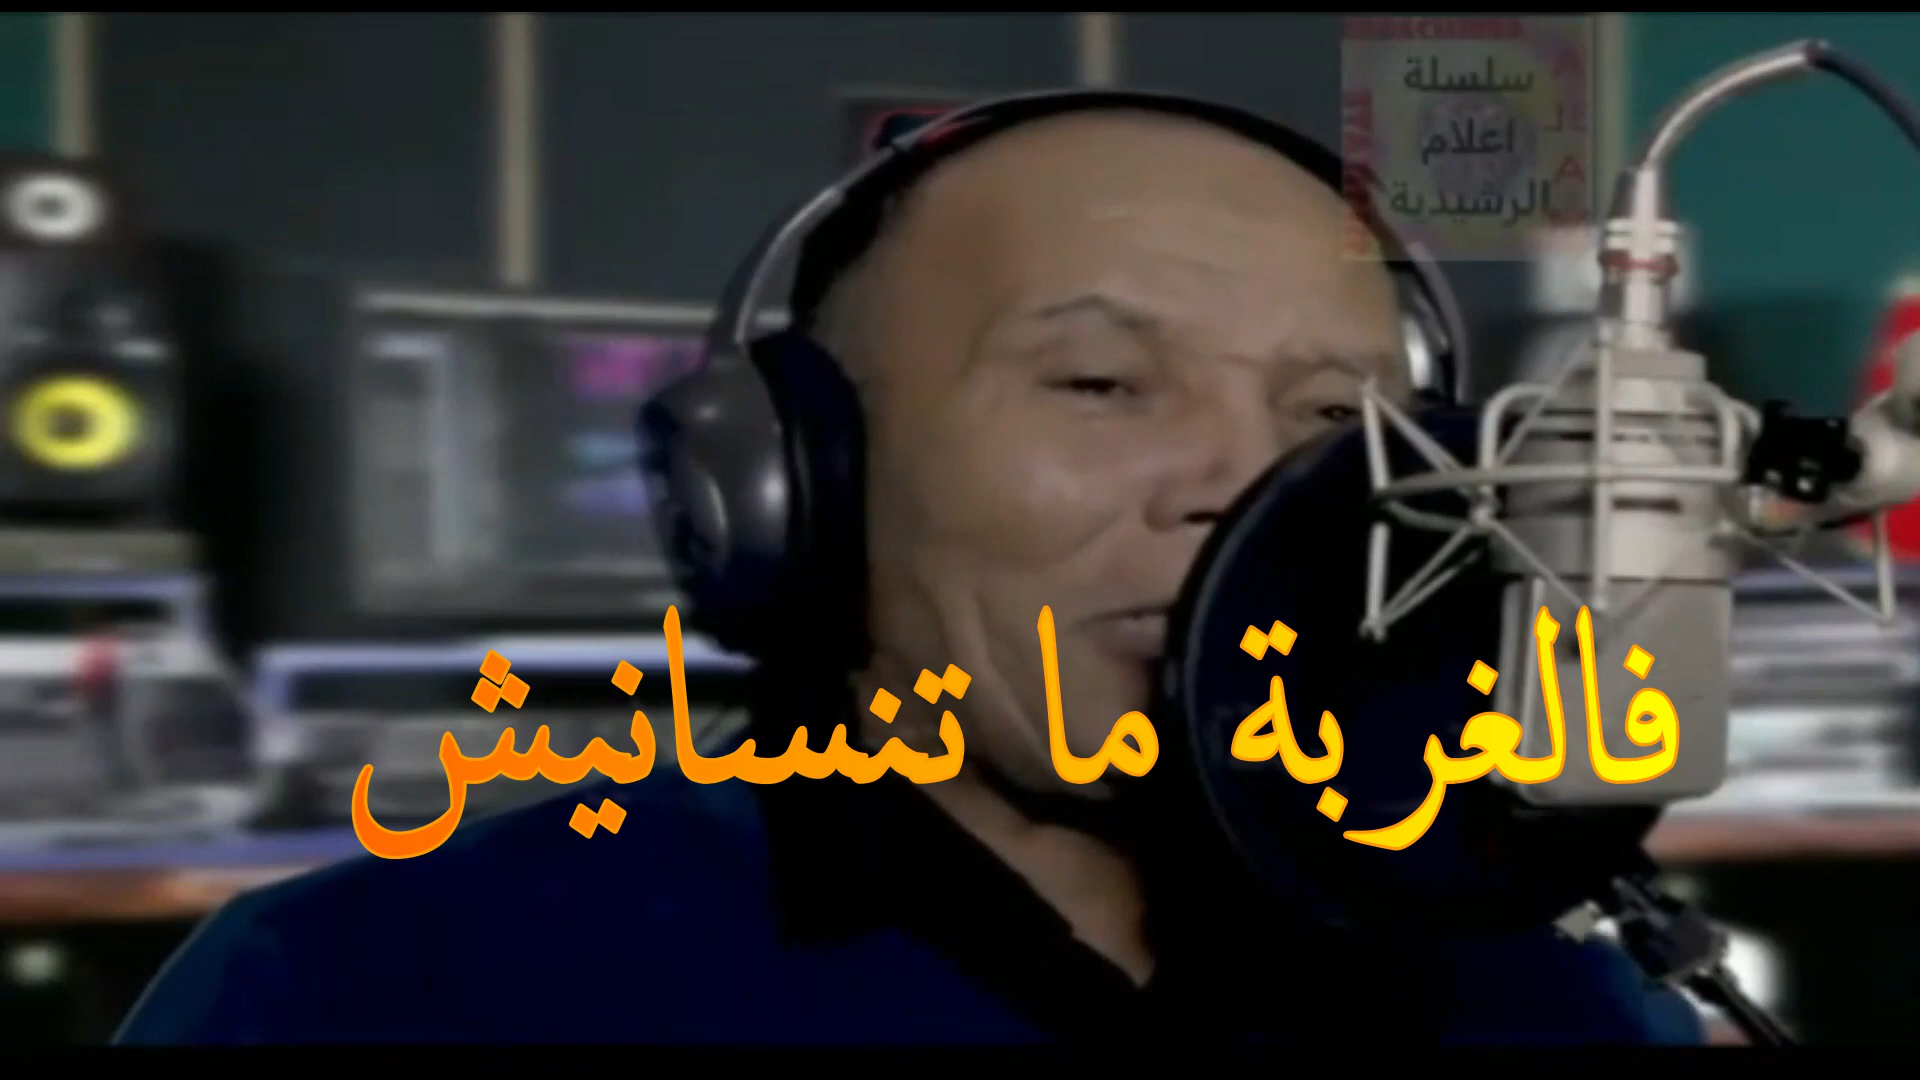 سلسلة
اعلام
الرشيدية
فالغربة ما تنسانيش